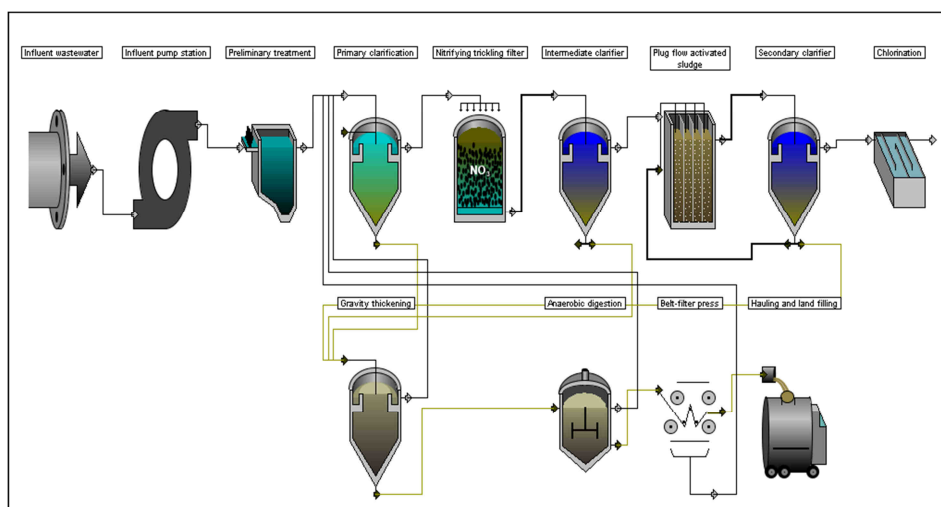 Influent wastewater
Influent pump station
Preliminary treatment
Primary clarification
Nitrifying trickling filter
Intermediate clarifier
Plug flow activated
sludge
Secondary clarifier
Chlorination
NO3
Gravity thickening
Anaerobic digestion
Belt-filter press
Hauling and land filling